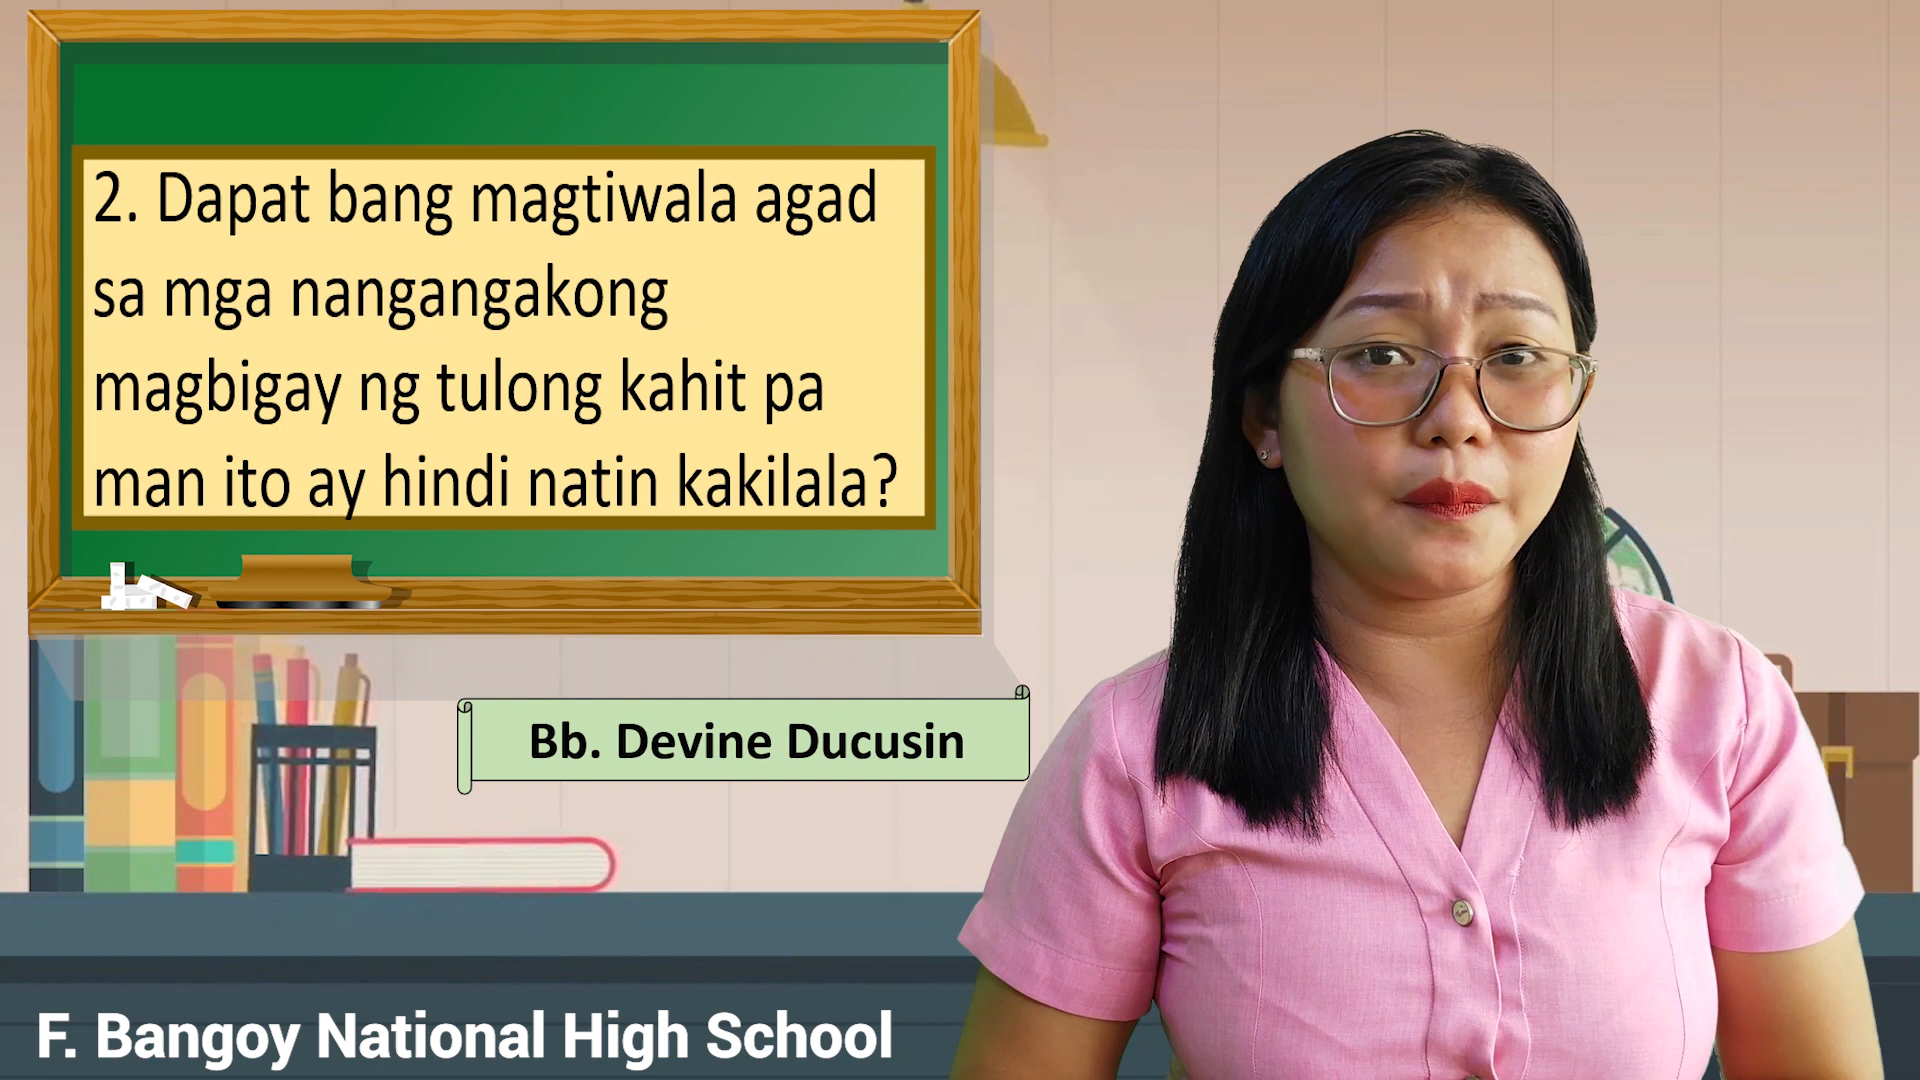 2. Dapat bang magtiwala agad
sa mga nangangakong
magbigay ng tulong kahit pa
man ito ay hindi natin kakilala?
Bb. Devine Ducusin
F. Bangoy National High School